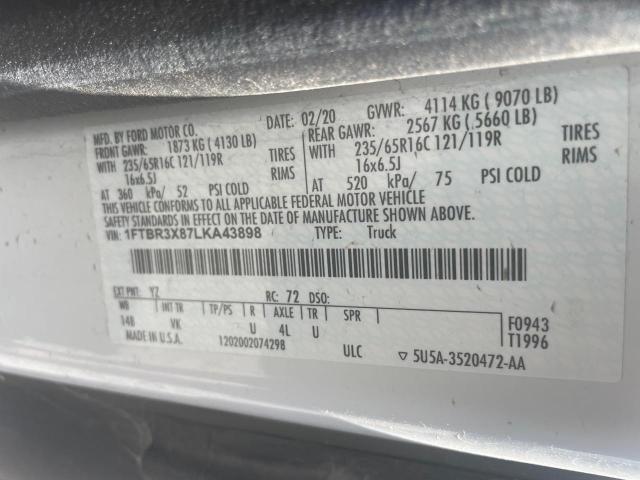 MFD. BY FORD MOTOR CO.
DATE: 02/20 GVWR: 4114 KG ( 9070 LB)
FRONT GAWR: 1873 KG ( 4130 LB)
REAR GAWR: 2567 KG ( 5660 LB)
WITH 235/65R16C 121/119R TIRES
WITH 235/65R16C 121/119R TIRES
16x6.5J RIMS
16x6.5J RIMS
AT 360 kPa/ 52 PSI COLD
AT 520 kPa/ 75 PSI COLD
THIS VEHICLE CONFORMS TO ALL APPLICABLE FEDERAL MOTOR VEHICLE
SAFETY STANDARDS IN EFFECT ON THE DATE OF MANUFACTURE SHOWN ABOVE.
VIN: 1FTBR3X87LKA43898 TYPE: Truck
EXT PNT: YZ RC: 72 DSO:
WB INT TR TP/PS R AXLE TR SPR
148 VK U 4L U
F0943
T1996
MADE IN U.S.A. 1202002074298 ULC ▽ 5U5A-3520472-AA